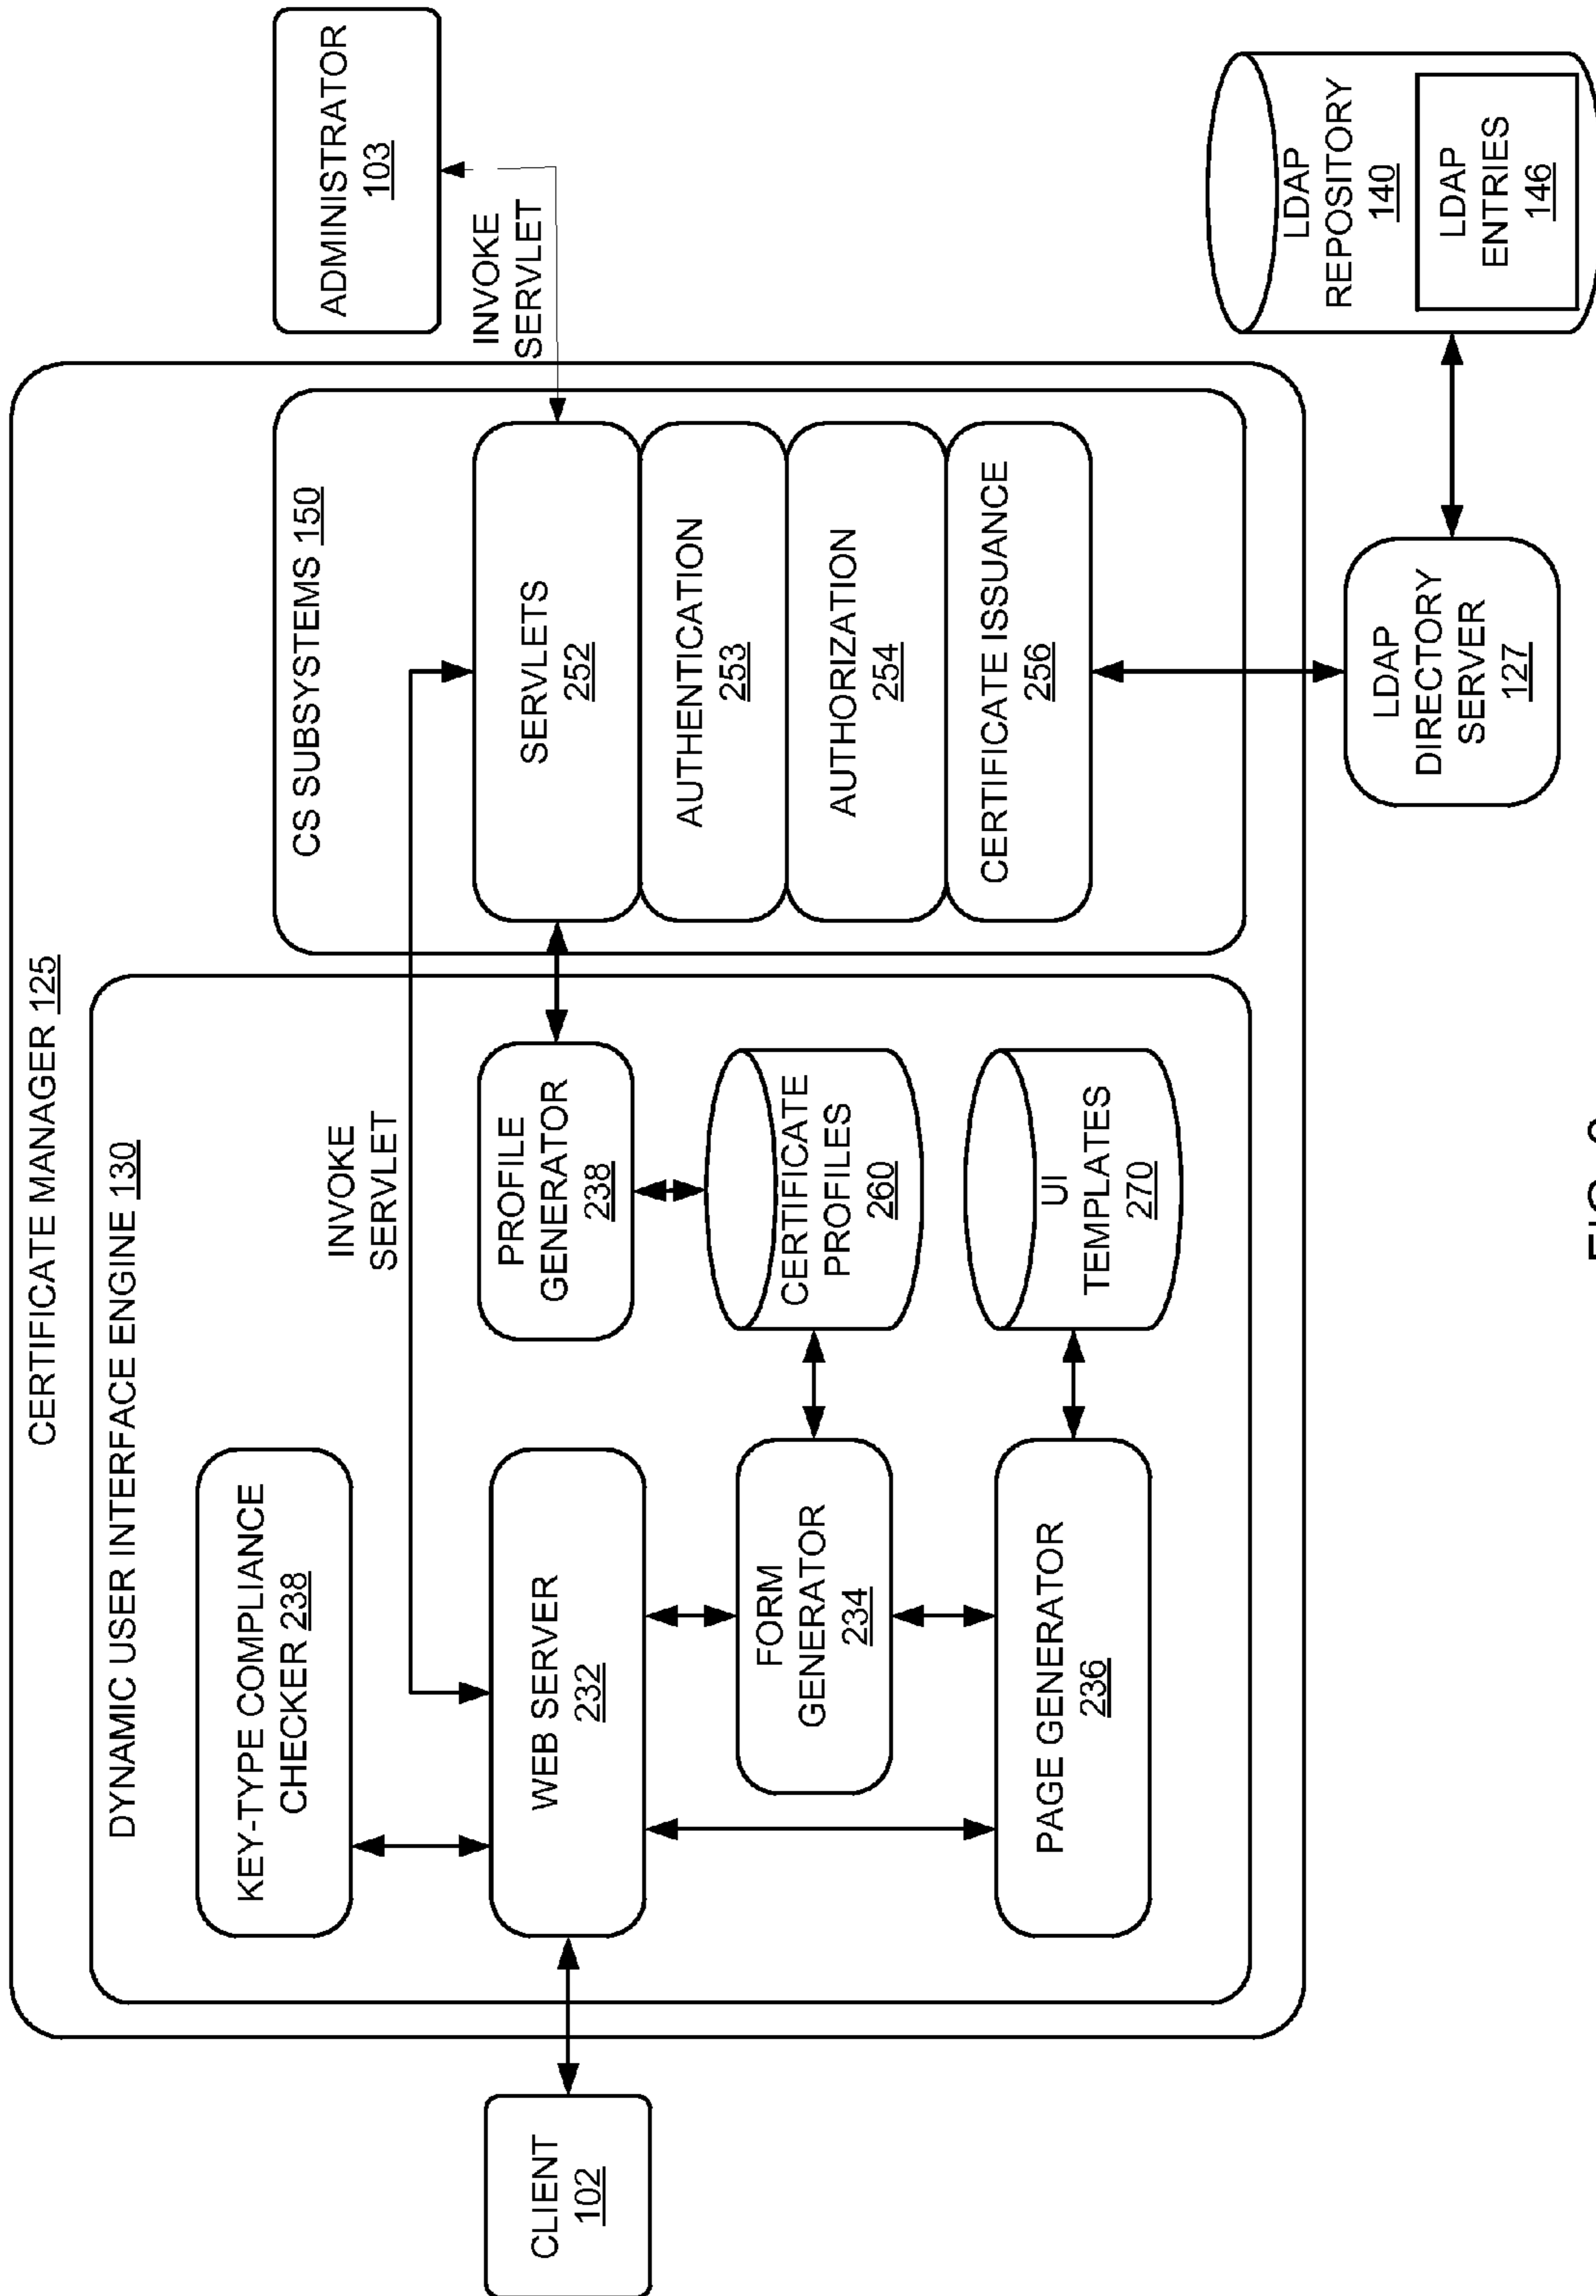 CERTIFICATE MANAGER 125
DYNAMIC USER INTERFACE ENGINE 130
KEY-TYPE COMPLIANCE
CHECKER 238
INVOKE
SERVLET
CS SUBSYSTEMS 150
ADMINISTRATOR
103
INVOKE
SERVLET
CLIENT
102
WEB SERVER
232
PROFILE
GENERATOR
238
SERVLETS
252
AUTHENTICATION
253
FORM
GENERATOR
234
CERTIFICATE
PROFILES
260
AUTHORIZATION
254
PAGE GENERATOR
236
UI
TEMPLATES
270
CERTIFICATE ISSUANCE
256
LDAP
DIRECTORY
SERVER
127
LDAP
REPOSITORY
140
LDAP
ENTRIES
146
FIG.